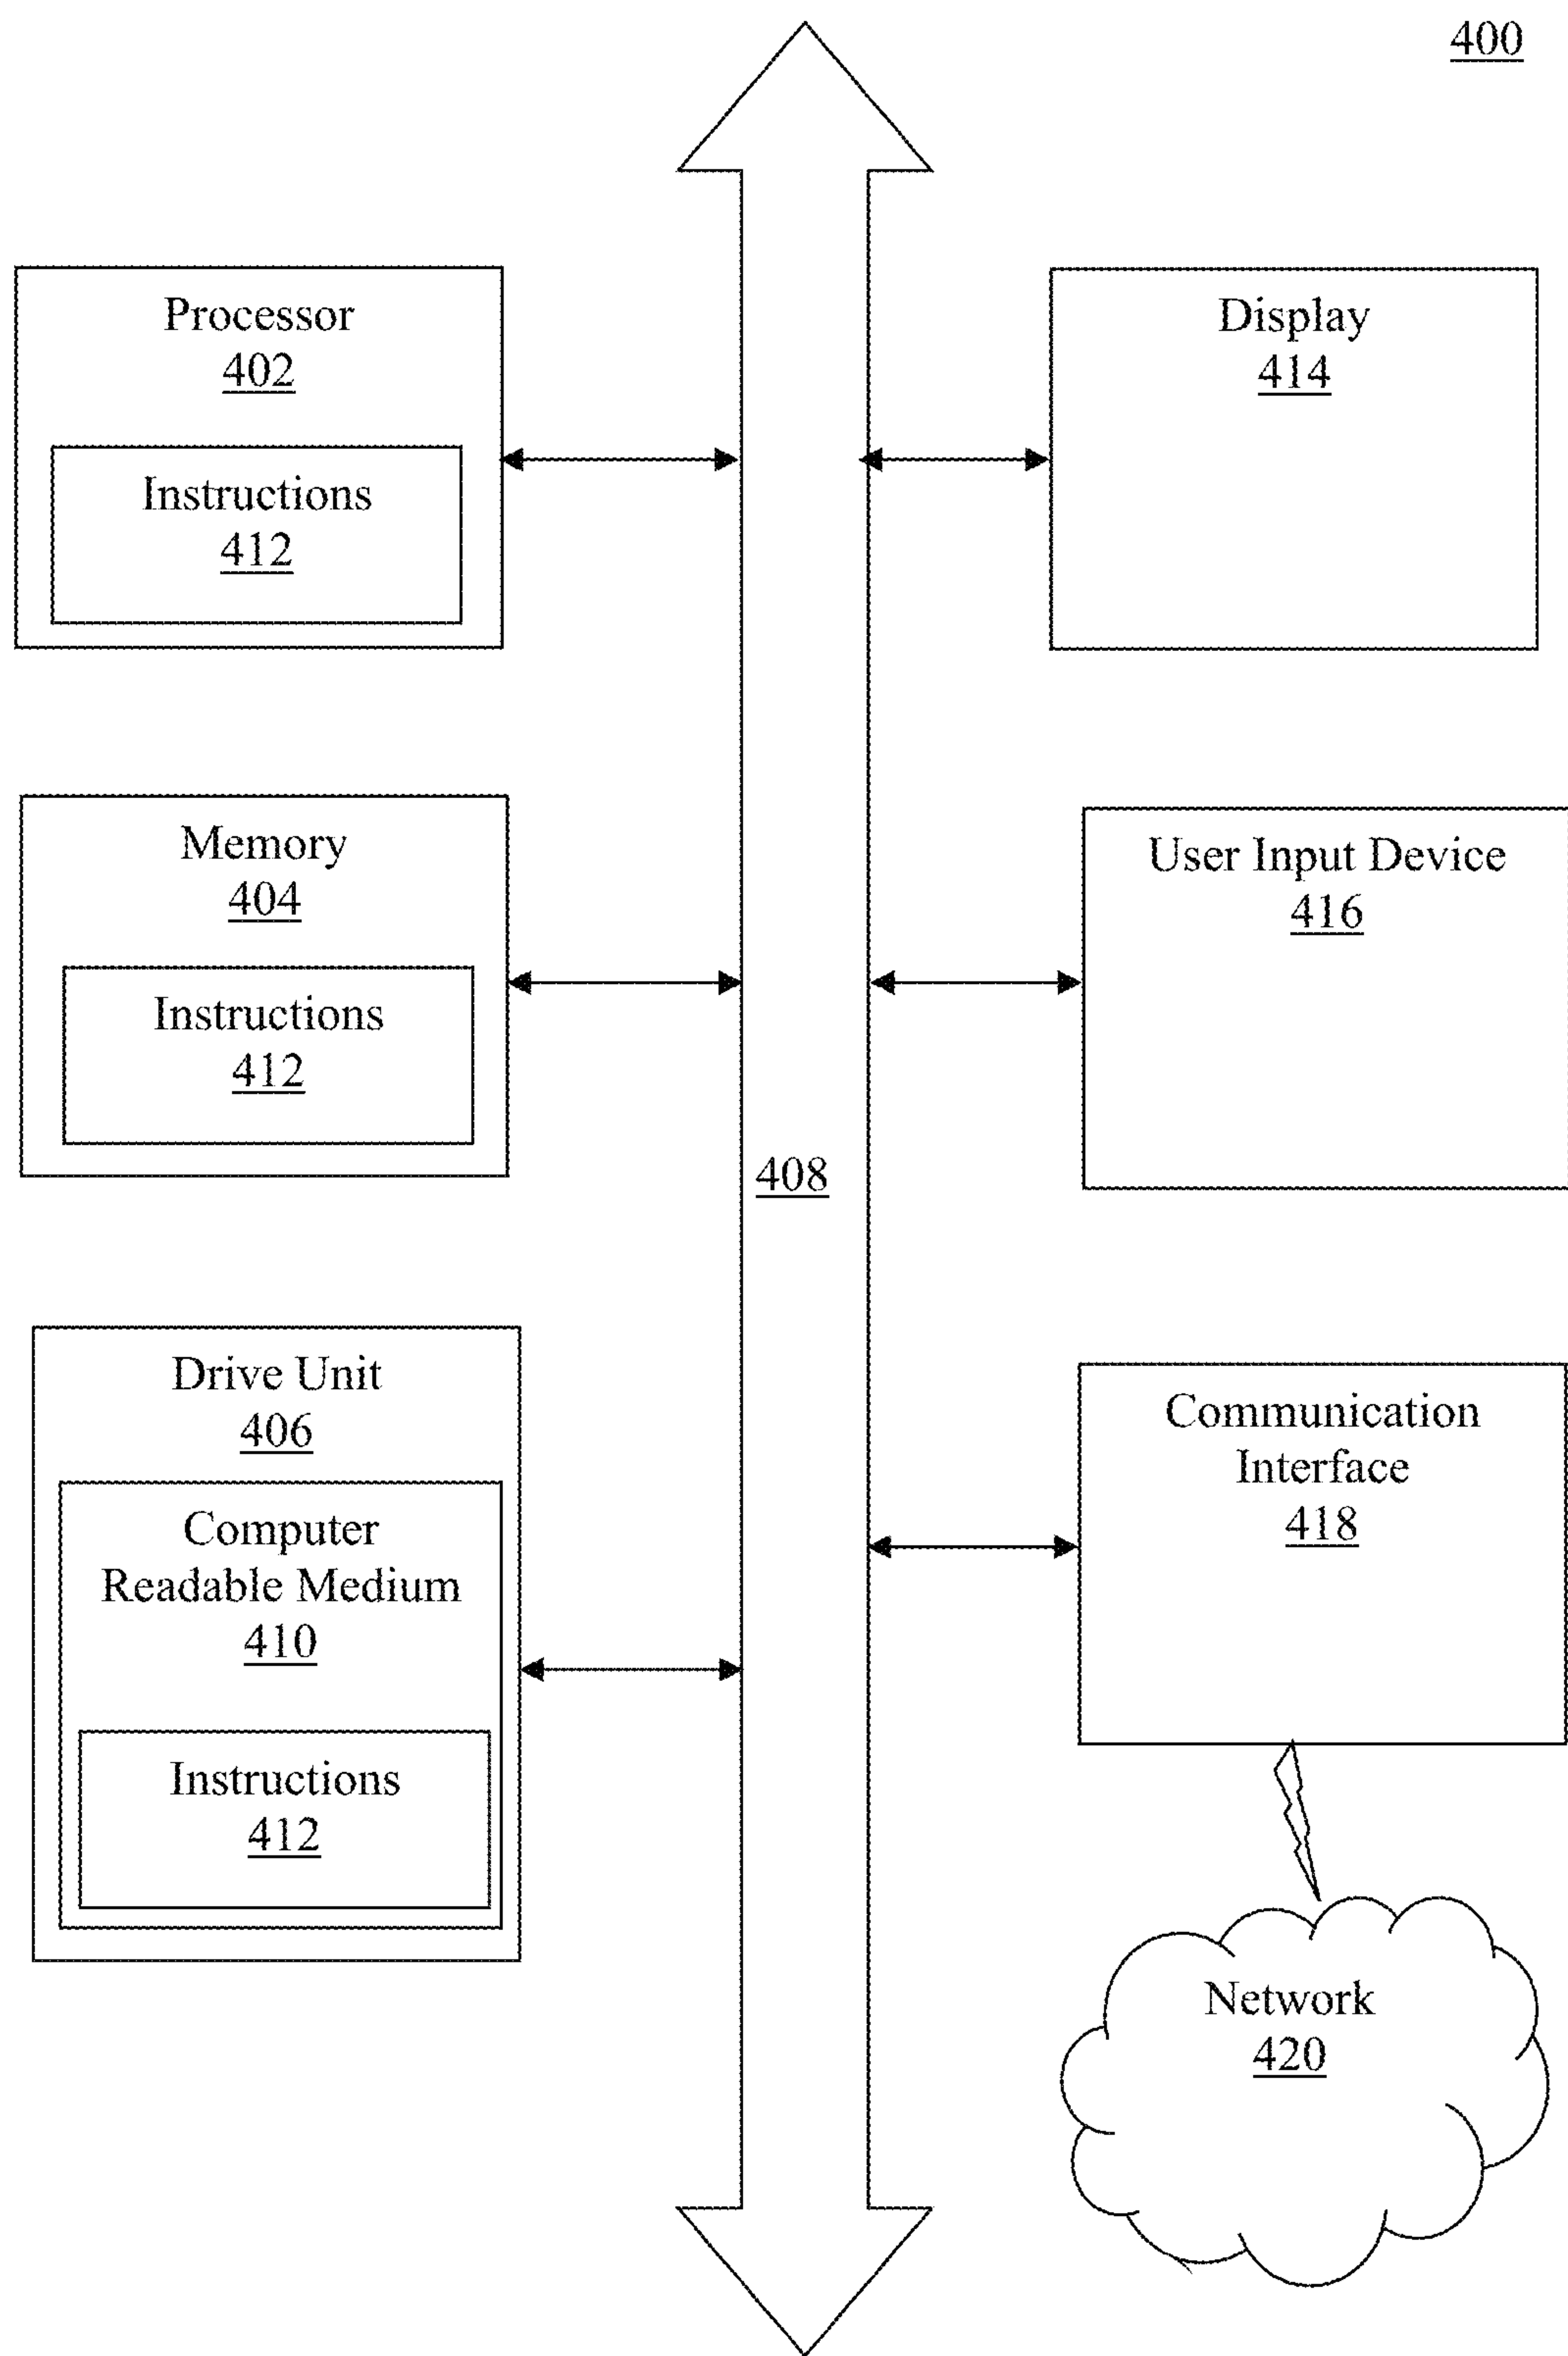 400
Processor
402
Instructions
412
Memory
404
Instructions
412
Drive Unit
406
Computer
Readable Medium
410
Instructions
412
408
Display
414
User Input Device
416
Communication
Interface
418
Network
420